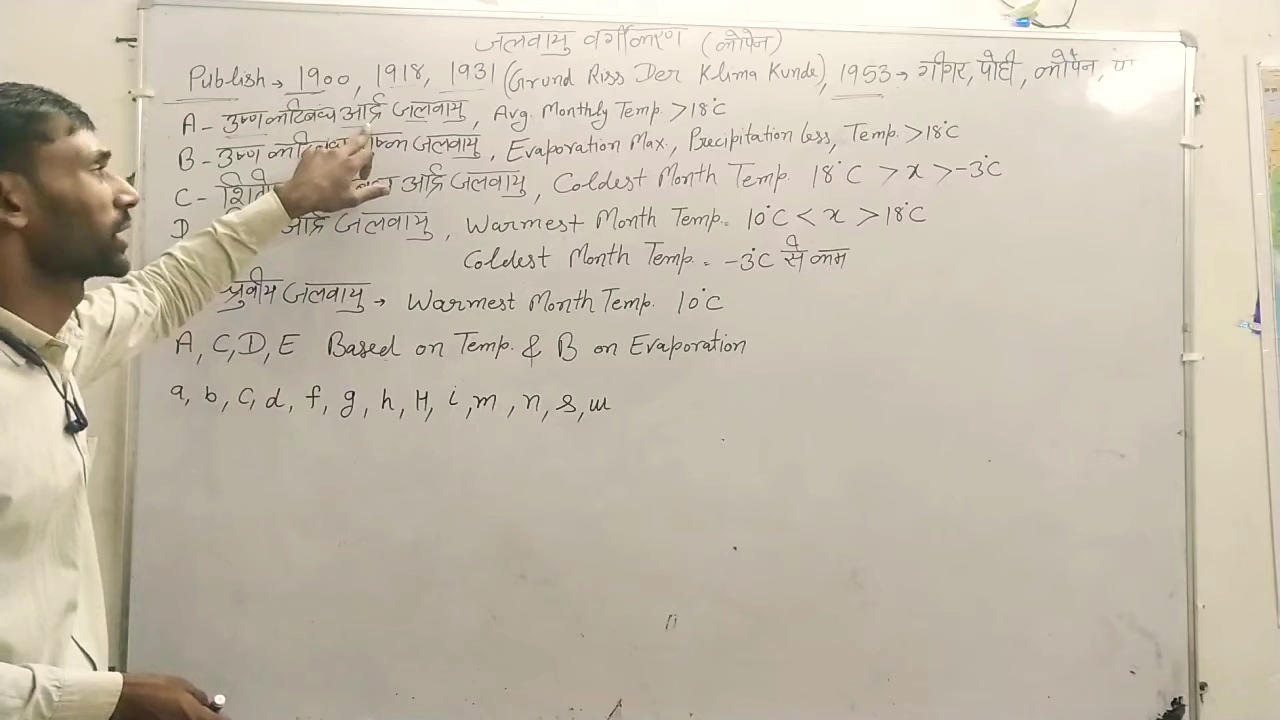 जलवायु वर्गीकरण (कोपेन)
Publish → 1900, 1918, 1931 (Grund Riss Der Klima Kunde), 1953 → गीगर, पोही, कोपेन,
A - उष्ण कटिबंध आर्द्र जलवायु, Avg. Monthly Temp. > 18°C
B - उष्ण जलवायु, Evaporation Max., Precipitation less, Temp. > 18°C
C - आर्द्र जलवायु, Coldest Month Temp. 18°C > x > -3°C
D आर्द्र जलवायु, Warmest Month Temp. 10°C < x > 18°C
Coldest Month Temp. = -3°C से कम
ध्रुवीय जलवायु → Warmest Month Temp. 10°C
A, C, D, E Based on Temp. & B on Evaporation
a, b, c, d, f, g, h, H, i, m, n, s, w